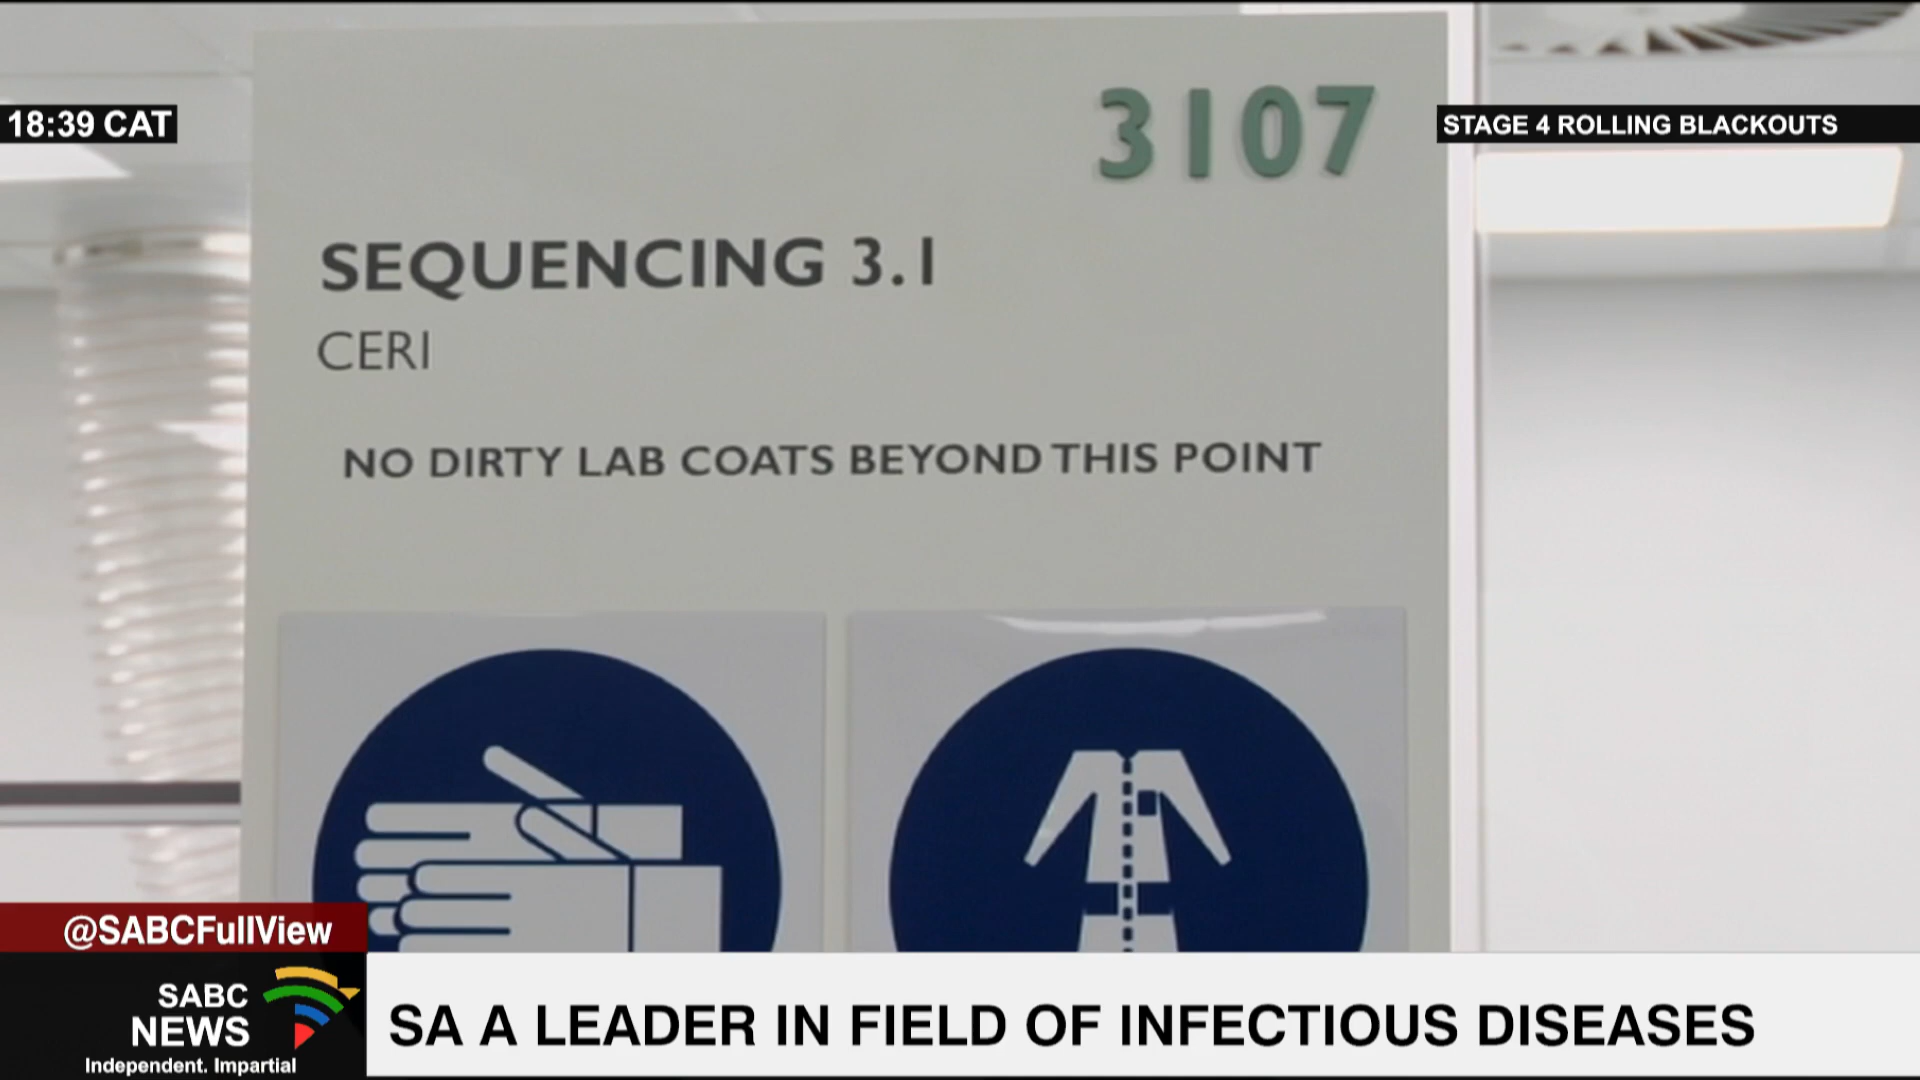 3107
18:39 CAT
STAGE 4 ROLLING BLACKOUTS
SEQUENCING 3.1
CERI
NO DIRTY LAB COATS BEYOND THIS POINT
@SABCFullView
SABC
NEWS
Independent. Impartial
SA A LEADER IN FIELD OF INFECTIOUS DISEASES